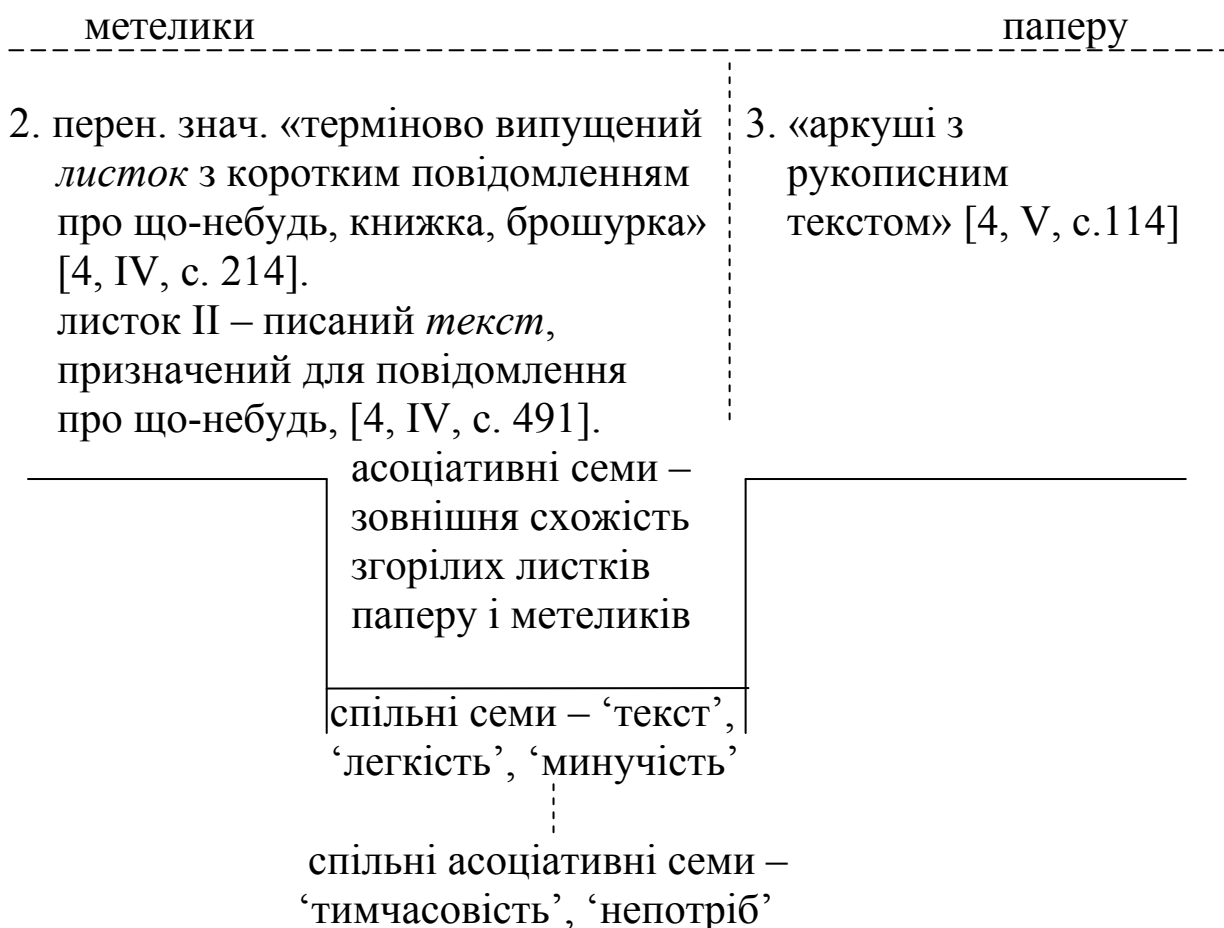 метелики паперу
2. перен. знач. «терміново випущений
листок з коротким повідомленням
про що-небудь, книжка, брошурка»
[4, IV, с. 214].
листок II – писаний текст,
призначений для повідомлення
про що-небудь, [4, IV, с. 491].
3. «аркуші з
рукописним
текстом» [4, V, с.114]
асоціативні семи –
зовнішня схожість
згорілих листків
паперу і метеликів
спільні семи – ‘текст’,
‘легкість’, ‘минучість’
спільні асоціативні семи –
‘тимчасовість’, ‘непотріб’